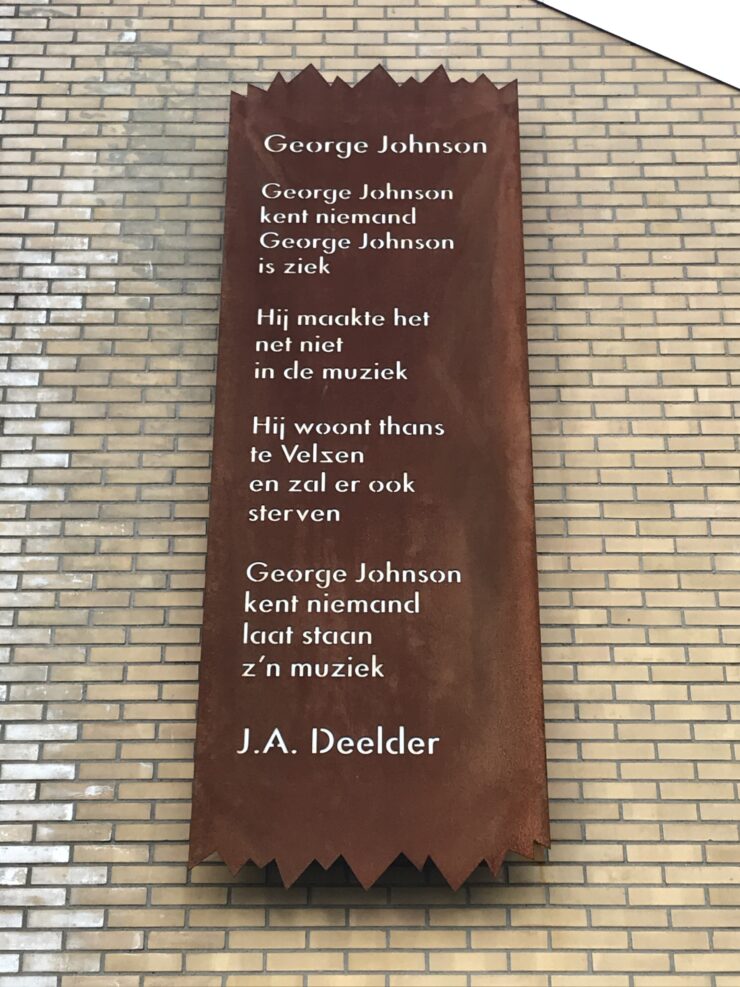 George Johnson
George Johnson
kent niemand
George Johnson
is ziek
Hij maakte het
net niet
in de muziek
Hij woont thans
te Velzen
en zal er ook
sterven
George Johnson
kent niemand
laat staan
z'n muziek
J.A. Deelder